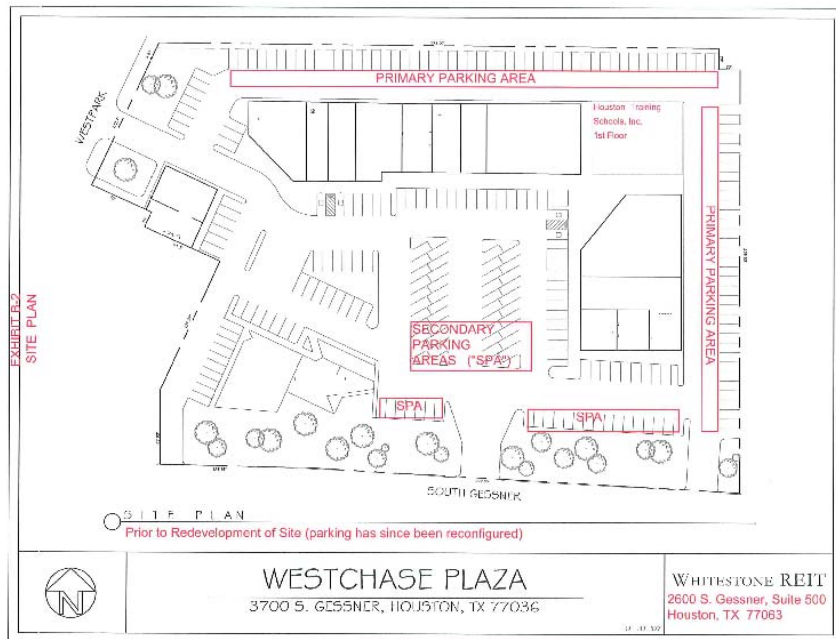 PRIMARY PARKING AREA
WESTPARK
Houston Training
Schools, Inc.
1st Floor
PRIMARY PARKING AREA
EXHIBIT R-2
SITE PLAN
SECONDARY
PARKING
AREAS ("SPA")
SPA
SPA
SOUTH GESSNER
SITE PLAN
Prior to Redevelopment of Site (parking has since been reconfigured)
N
WESTCHASE PLAZA
3700 S. GESSNER, HOUSTON, TX 77036
WHITESTONE REIT
2600 S. Gessner, Suite 500
Houston, TX 77063